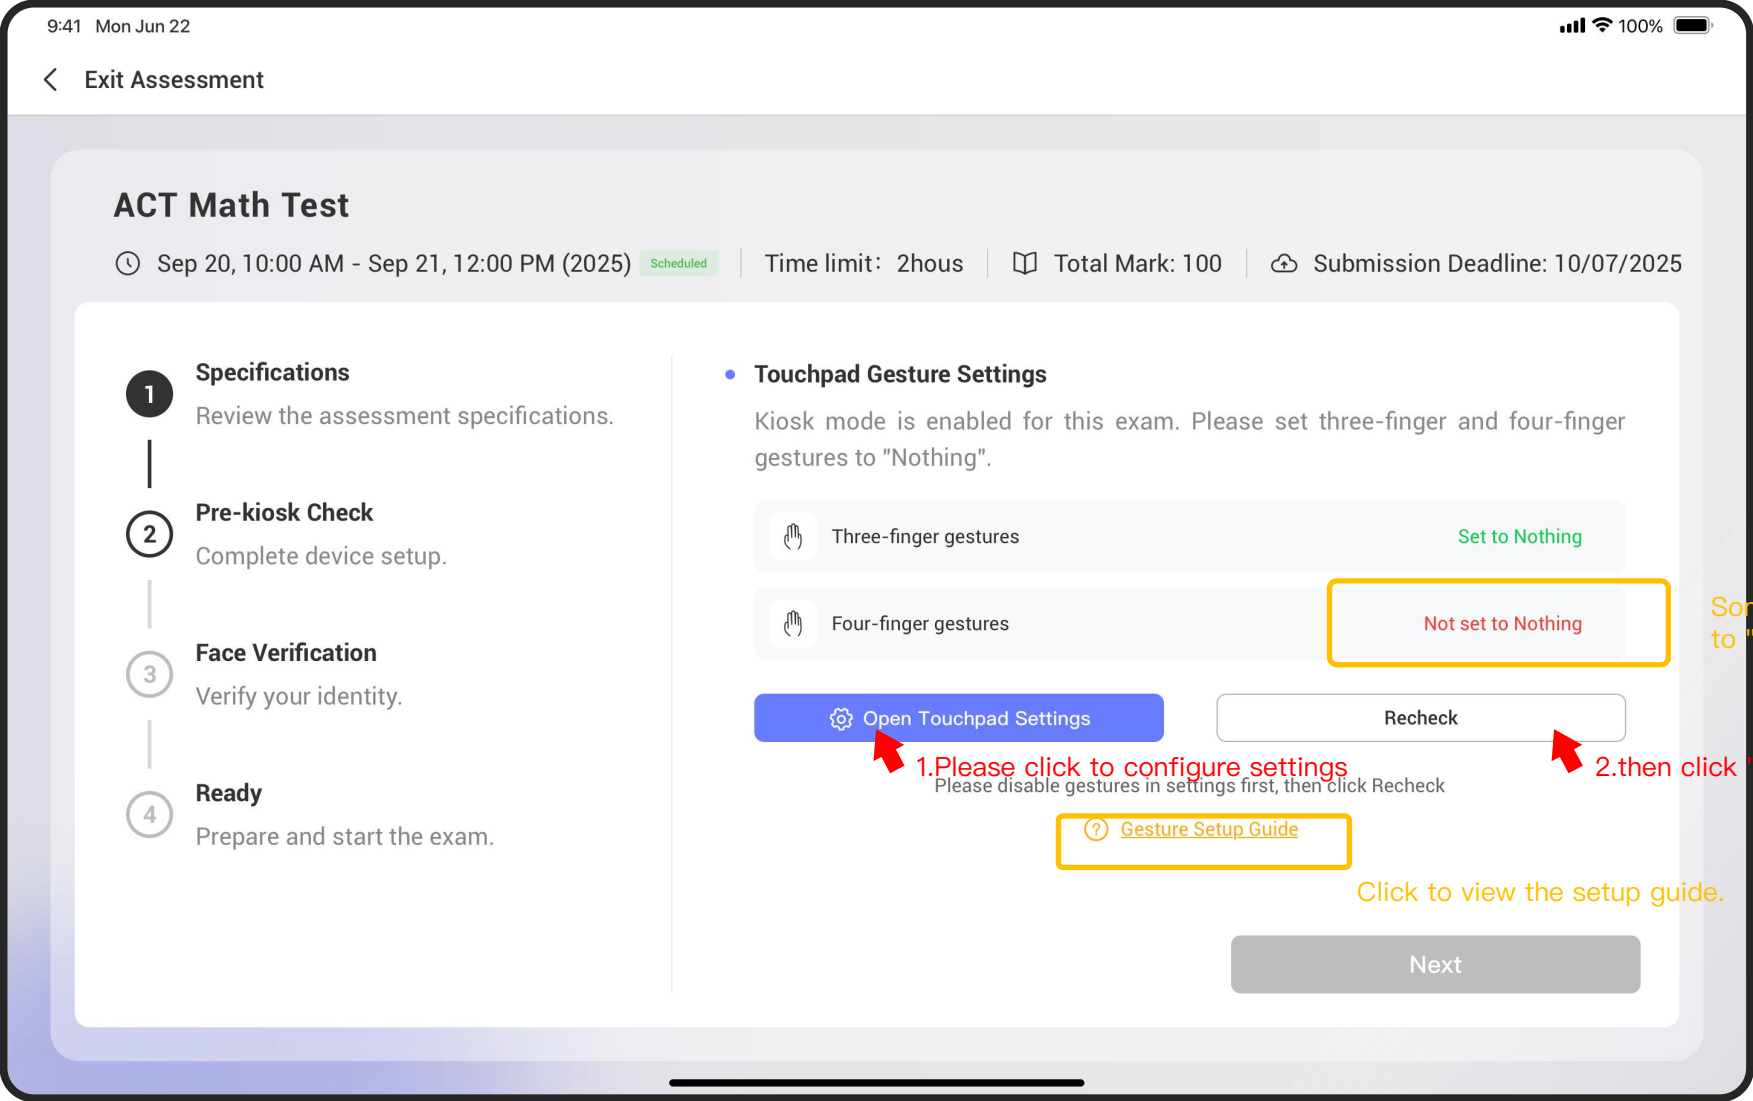 9:41 Mon Jun 22
100%
Exit Assessment
ACT Math Test
Sep 20, 10:00 AM - Sep 21, 12:00 PM (2025) Scheduled Time limit: 2hous Total Mark: 100 Submission Deadline: 10/07/2025
1 Specifications
Review the assessment specifications.
2 Pre-kiosk Check
Complete device setup.
3 Face Verification
Verify your identity.
4 Ready
Prepare and start the exam.
Touchpad Gesture Settings
Kiosk mode is enabled for this exam. Please set three-finger and four-finger
gestures to "Nothing".
Three-finger gestures Set to Nothing
Four-finger gestures Not set to Nothing
to "
Open Touchpad Settings Recheck
1.Please click to configure settings
2.then click
Please disable gestures in settings first, then click Recheck
? Gesture Setup Guide
Click to view the setup guide.
Next